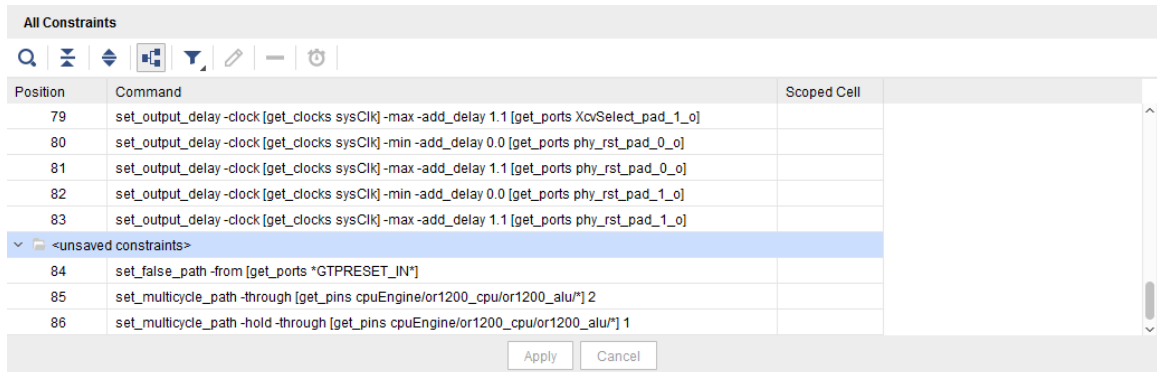 All Constraints
Position Command Scoped Cell
79 set_output_delay -clock [get_clocks sysClk] -max -add_delay 1.1 [get_ports XcvSelect_pad_1_o]
80 set_output_delay -clock [get_clocks sysClk] -min -add_delay 0.0 [get_ports phy_rst_pad_0_o]
81 set_output_delay -clock [get_clocks sysClk] -max -add_delay 1.1 [get_ports phy_rst_pad_0_o]
82 set_output_delay -clock [get_clocks sysClk] -min -add_delay 0.0 [get_ports phy_rst_pad_1_o]
83 set_output_delay -clock [get_clocks sysClk] -max -add_delay 1.1 [get_ports phy_rst_pad_1_o]
<unsaved constraints>
84 set_false_path -from [get_ports *GTPRESET_IN*]
85 set_multicycle_path -through [get_pins cpuEngine/or1200_cpu/or1200_alu/*] 2
86 set_multicycle_path -hold -through [get_pins cpuEngine/or1200_cpu/or1200_alu/*] 1
Apply Cancel